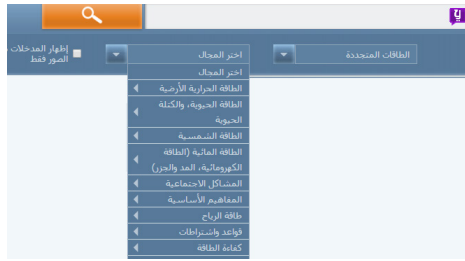 الطاقات المتجددة
اختر المجال
إظهار المدخلات
الصور فقط
اختر المجال
الطاقة الحرارية الأرضية
الطاقة الحيوية، والكتلة
الحيوية
الطاقة الشمسية
الطاقة المائية (الطاقة
الكهرومائية، المد والجزر)
المشاكل الاجتماعية
المفاهيم الأساسية
طاقة الرياح
قواعد واشتراطات
كفاءة الطاقة